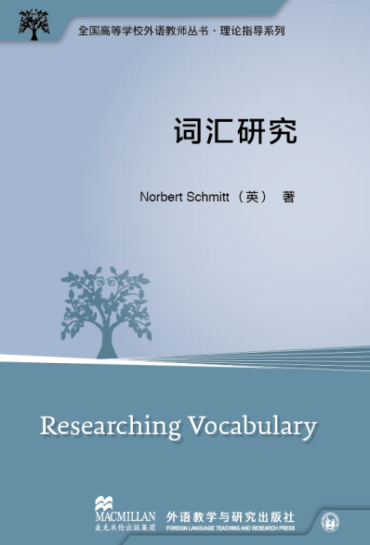 全国高等学校外语教师丛书·理论指导系列
词汇研究
Norbert Schmitt（英） 著
Researching Vocabulary
MACMILLAN
麦克米伦出版集团
外语教学与研究出版社
FOREIGN LANGUAGE TEACHING AND RESEARCH PRESS